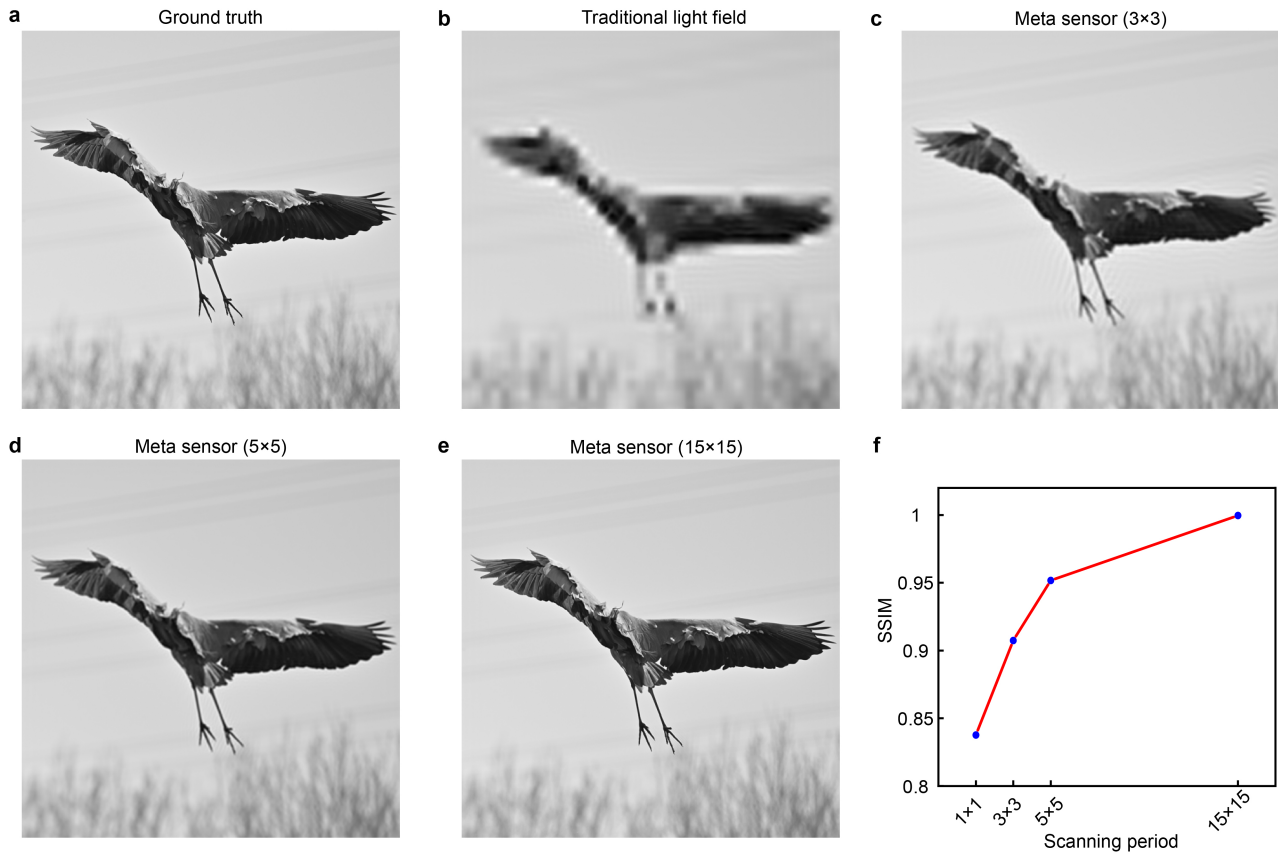 a Ground truth
b Traditional light field
c Meta sensor (3×3)
d Meta sensor (5×5)
e Meta sensor (15×15)
f
1
0.95
0.9
0.85
0.8
SSIM
1×1
3×3
5×5
15×15
Scanning period